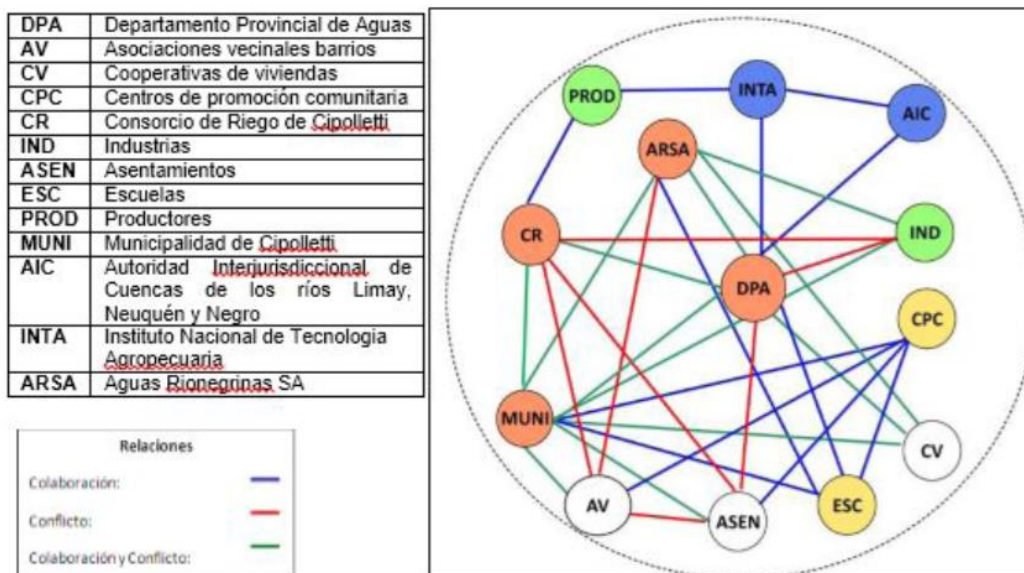 DPA Departamento Provincial de Aguas
AV Asociaciones vecinales barrios
CV Cooperativas de viviendas
CPC Centros de promoción comunitaria
CR Consorcio de Riego de Cipolletti
IND Industrias
ASEN Asentamientos
ESC Escuelas
PROD Productores
MUNI Municipalidad de Cipolletti
AIC Autoridad Interjurisdiccional de
Cuencas de los ríos Limay,
Neuquén y Negro
INTA Instituto Nacional de Tecnologia
Agropecuaria
ARSA Aguas Rionegrinas SA
Relaciones
Colaboración:
Conflicto:
Colaboración y Conflicto:
PROD
INTA
AIC
ARSA
CR
IND
DPA
CPC
MUNI
CV
AV
ASEN
ESC